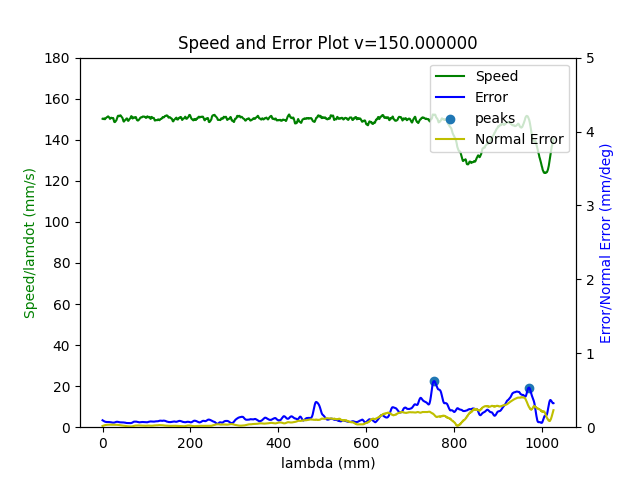 Speed and Error Plot v=150.000000
Speed/lamdot (mm/s)
180
160
140
120
100
80
60
40
20
0
Speed
Error
peaks
Normal Error
5
4
3
2
1
0
Error/Normal Error (mm/deg)
0
200
400
600
800
1000
lambda (mm)